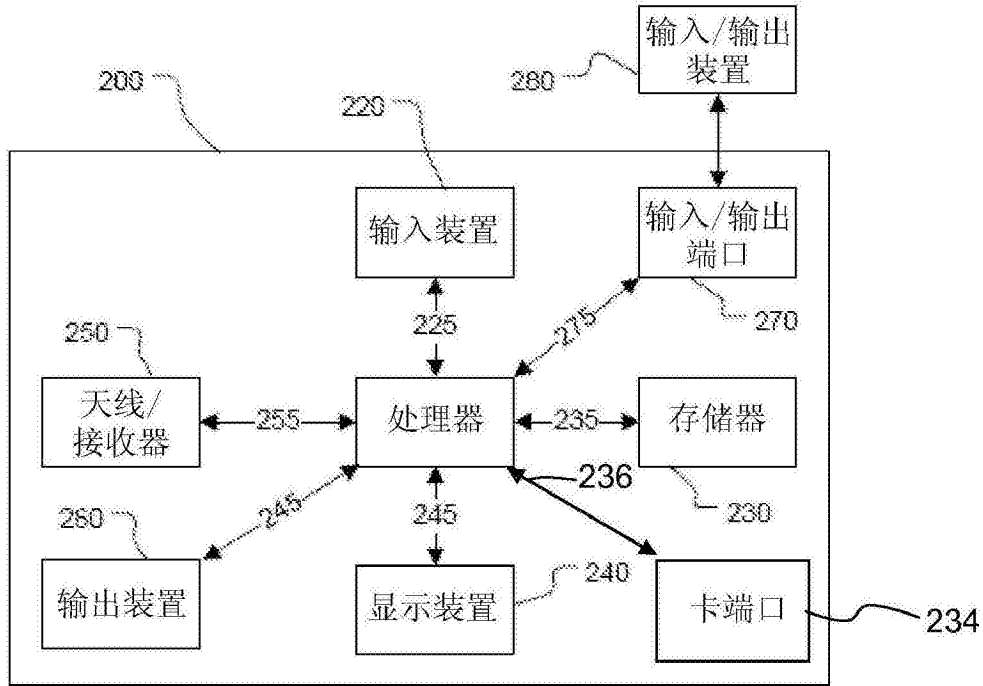 输入/输出
装置
280
200
220
输入装置
输入/输出
端口
225
275
270
250
天线/
接收器
255
处理器
235
存储器
236
230
245
245
260
输出装置
显示装置
240
卡端口
234